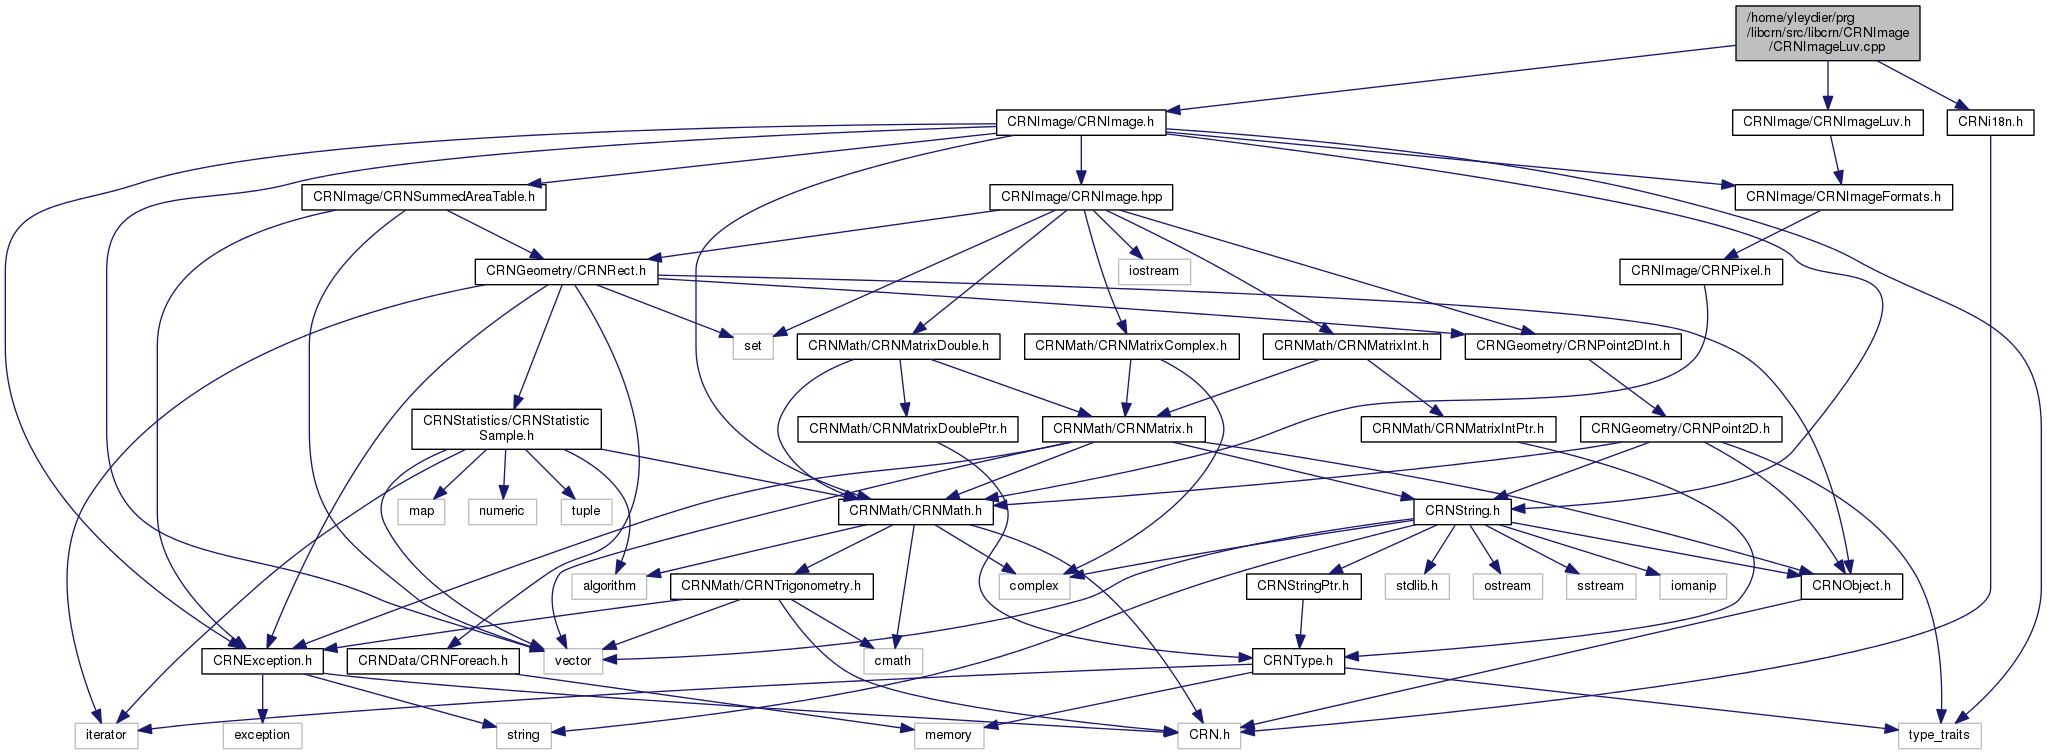 /home/yleydier/prg
/libcrn/src/libcrn/CRNImage
/CRNImageLuv.cpp
CRNImage/CRNImage.h
CRNImage/CRNImageLuv.h
CRNi18n.h
CRNImage/CRNSummedAreaTable.h
CRNImage/CRNImage.hpp
CRNImage/CRNImageFormats.h
CRNGeometry/CRNRect.h
iostream
CRNImage/CRNPixel.h
set
CRNMath/CRNMatrixDouble.h
CRNMath/CRNMatrixComplex.h
CRNMath/CRNMatrixInt.h
CRNGeometry/CRNPoint2DInt.h
CRNStatistics/CRNStatistic
Sample.h
CRNMath/CRNMatrixDoublePtr.h
CRNMath/CRNMatrix.h
CRNMath/CRNMatrixIntPtr.h
CRNGeometry/CRNPoint2D.h
map
numeric
tuple
CRNMath/CRNMath.h
CRNString.h
algorithm
CRNMath/CRNTrigonometry.h
complex
CRNStringPtr.h
stdlib.h
ostream
sstream
iomanip
CRNObject.h
CRNException.h
CRNData/CRNForeach.h
vector
cmath
CRNType.h
iterator
exception
string
memory
CRN.h
type_traits